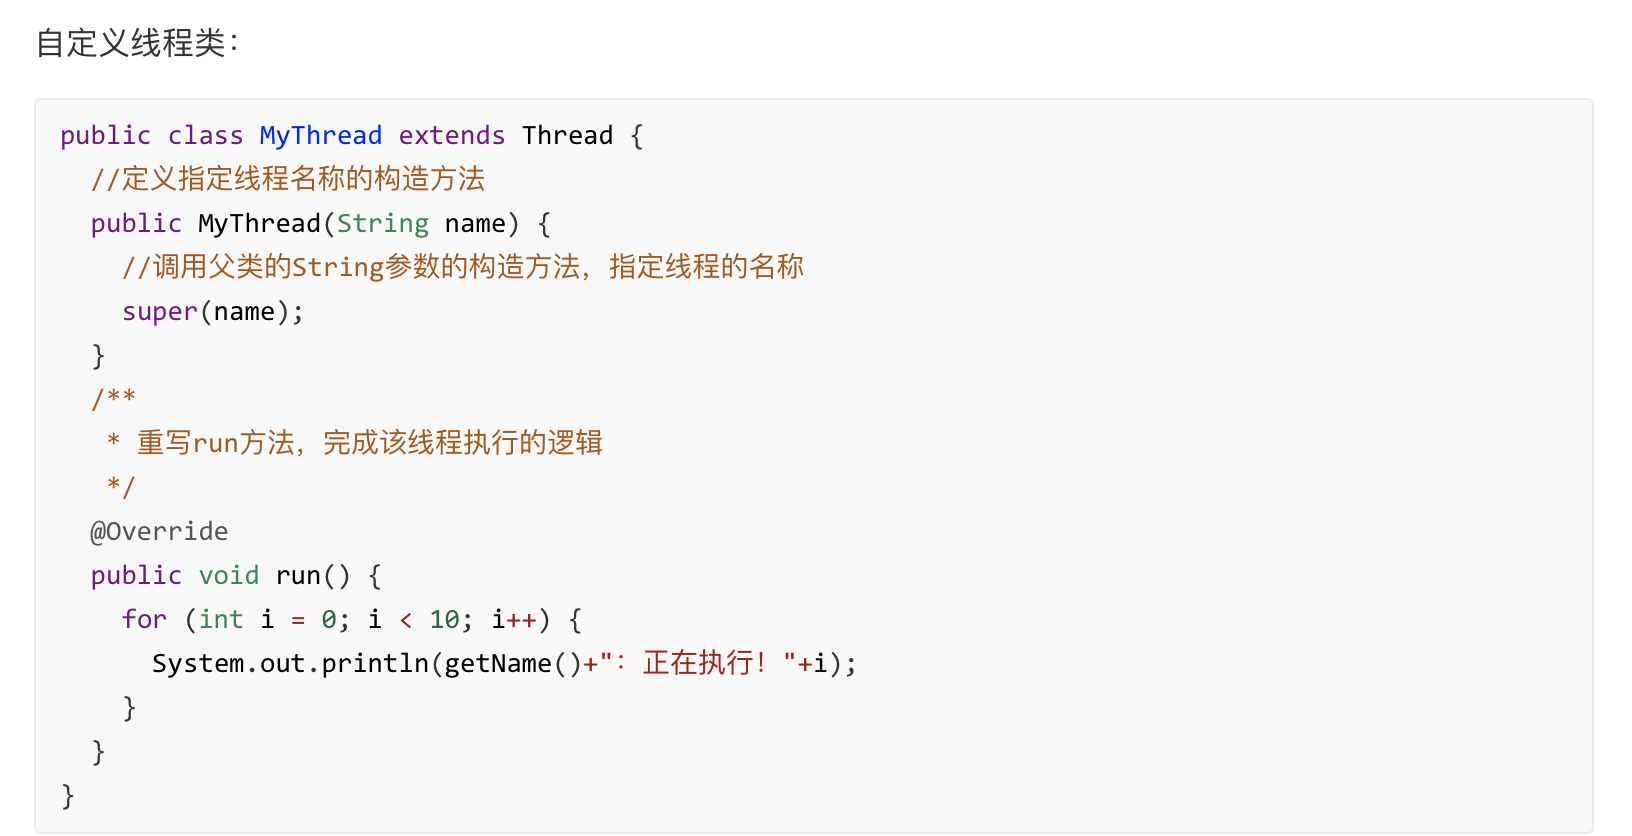 自定义线程类：
public class MyThread extends Thread {
  //定义指定线程名称的构造方法
  public MyThread(String name) {
    //调用父类的String参数的构造方法，指定线程的名称
    super(name);
  }
  /**
   * 重写run方法，完成该线程执行的逻辑
   */
  @Override
  public void run() {
    for (int i = 0; i < 10; i++) {
      System.out.println(getName()+"：正在执行！"+i);
    }
  }
}